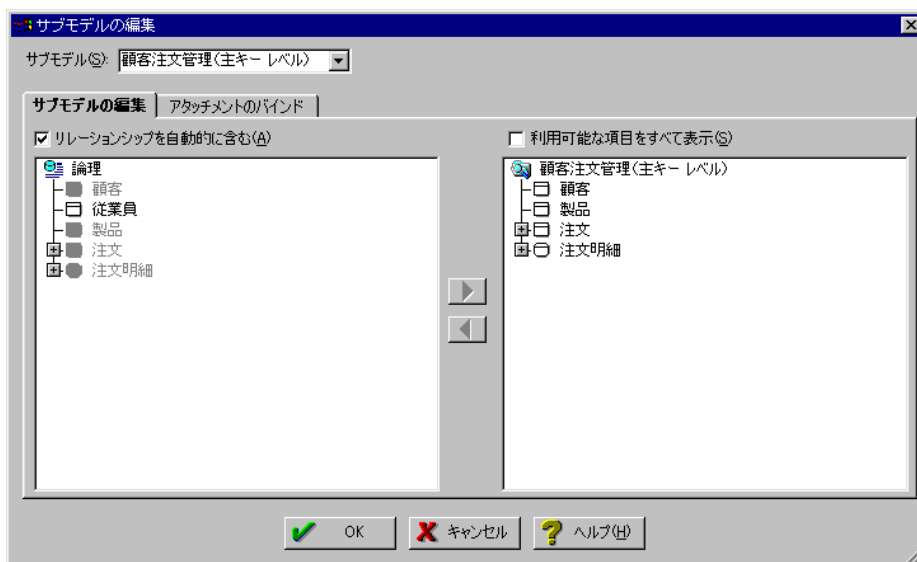 サブモデルの編集
サブモデル(S): 顧客注文管理(主キー レベル)
サブモデルの編集 アタッチメントのバインド
リレーションシップを自動的に含む(A) 利用可能な項目をすべて表示(S)
論理
顧客
従業員
製品
注文
注文明細
顧客注文管理(主キー レベル)
顧客
製品
注文
注文明細
OK キャンセル ヘルプ(H)